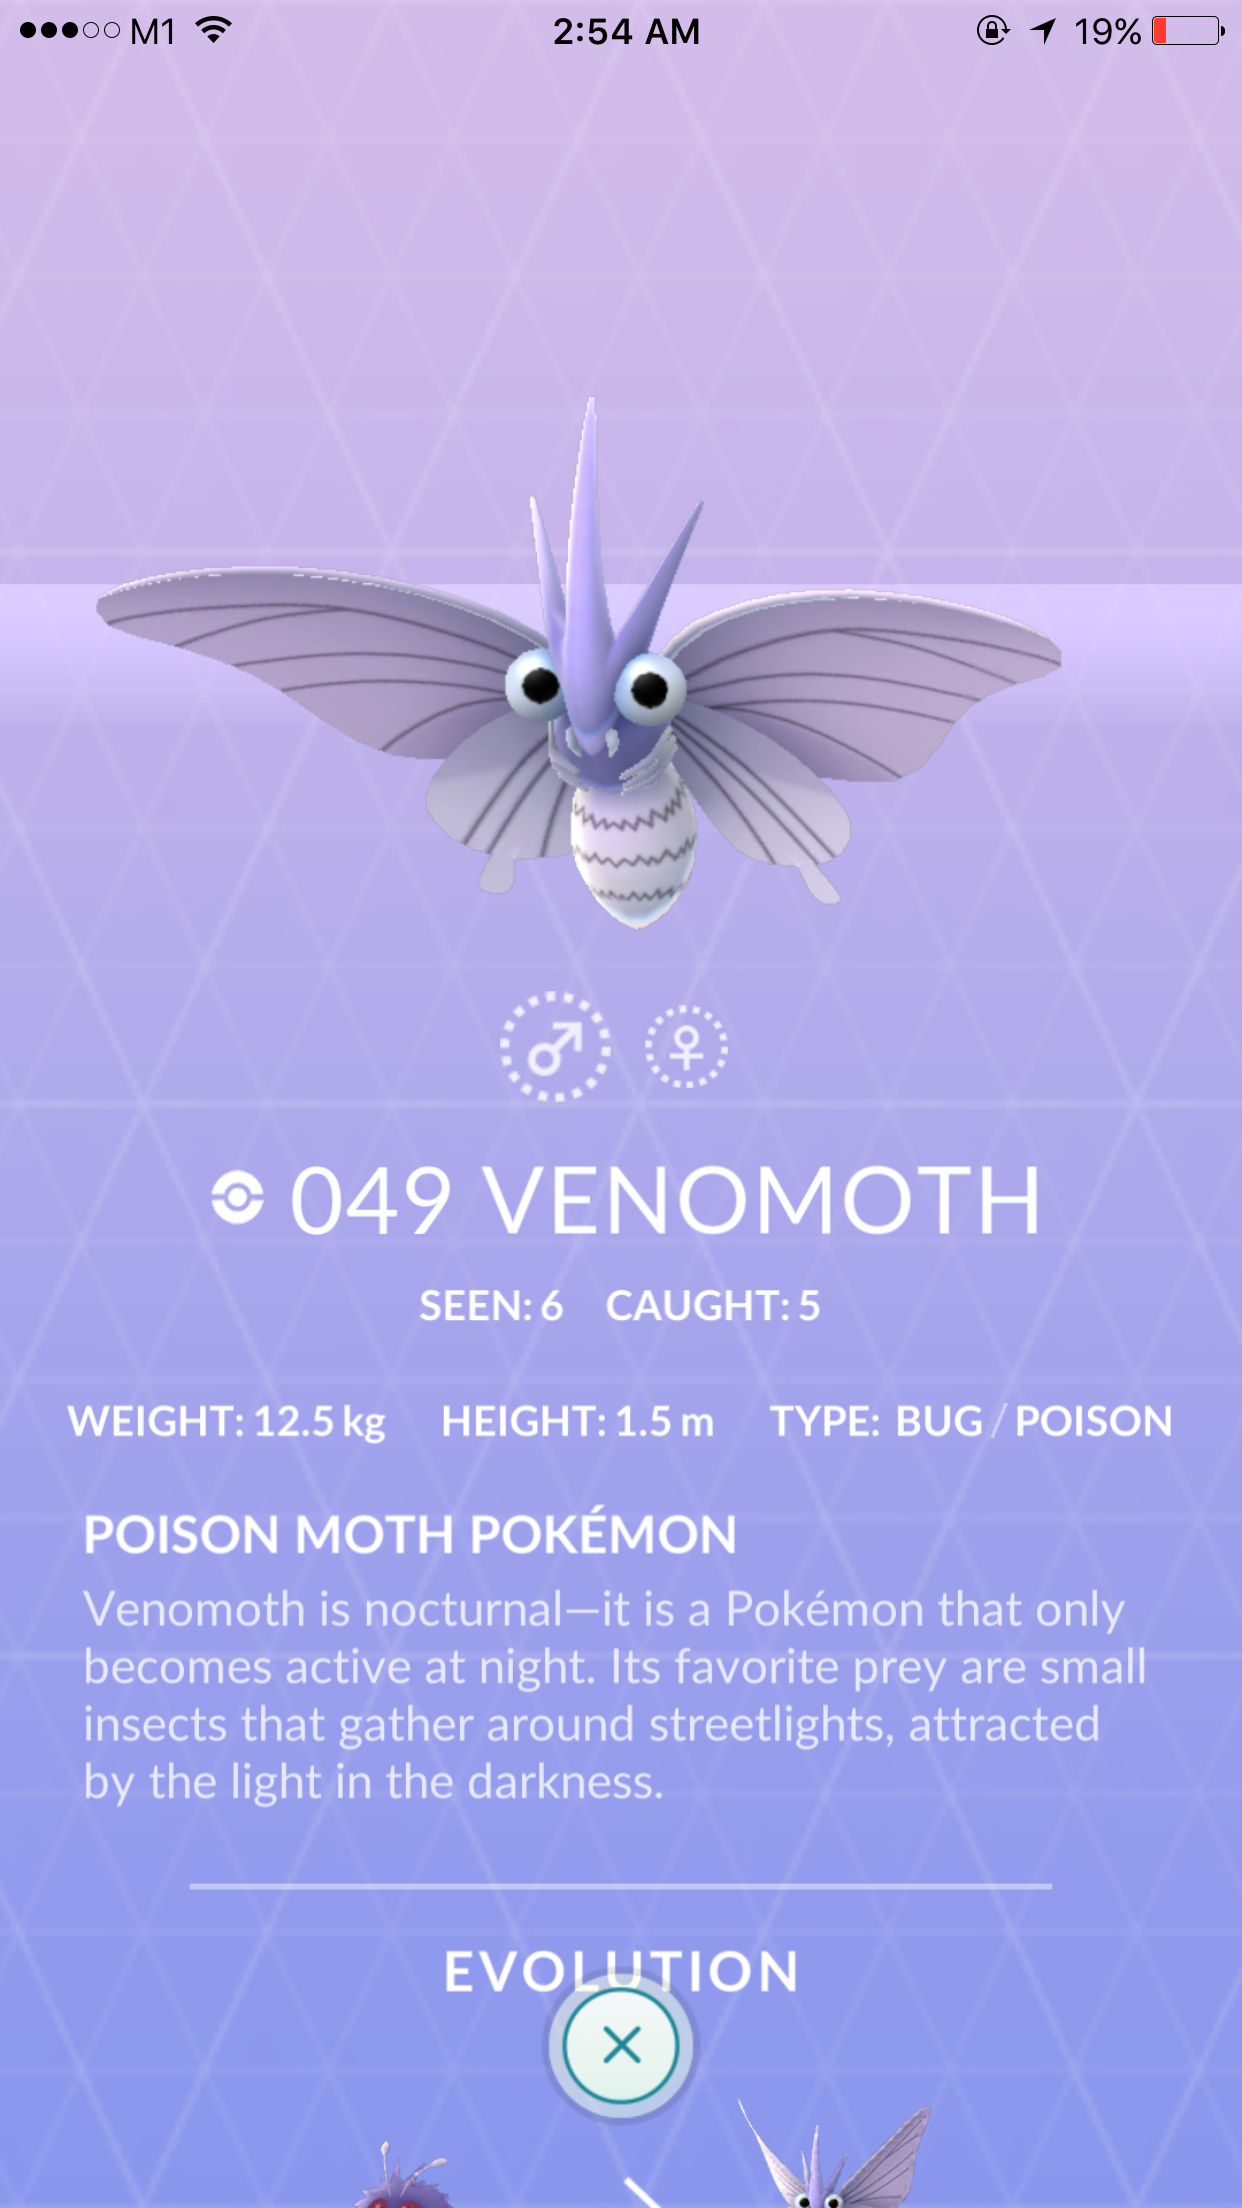 M1 2:54 AM 19%
049 VENOMOTH
SEEN: 6 CAUGHT: 5
WEIGHT: 12.5 kg HEIGHT: 1.5 m TYPE: BUG / POISON
POISON MOTH POKÉMON
Venomoth is nocturnal—it is a Pokémon that only
becomes active at night. Its favorite prey are small
insects that gather around streetlights, attracted
by the light in the darkness.
EVOLUTION